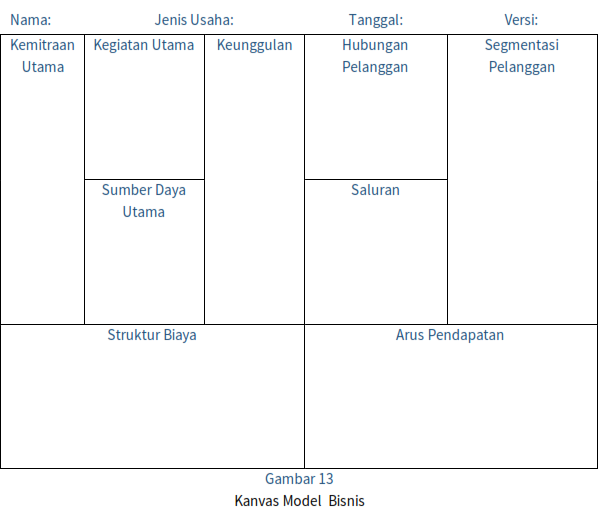 Nama: Jenis Usaha: Tanggal: Versi:
Kemitraan
Utama
Kegiatan Utama
Keunggulan
Hubungan
Pelanggan
Segmentasi
Pelanggan
Sumber Daya
Utama
Saluran
Struktur Biaya
Arus Pendapatan
Gambar 13
Kanvas Model Bisnis